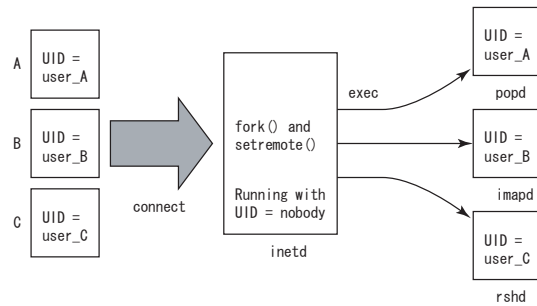 A
UID =
user_A
B
UID =
user_B
C
UID =
user_C
connect
fork() and
setremote()
Running with
UID = nobody
inetd
exec
UID =
user_A
popd
UID =
user_B
imapd
UID =
user_C
rshd